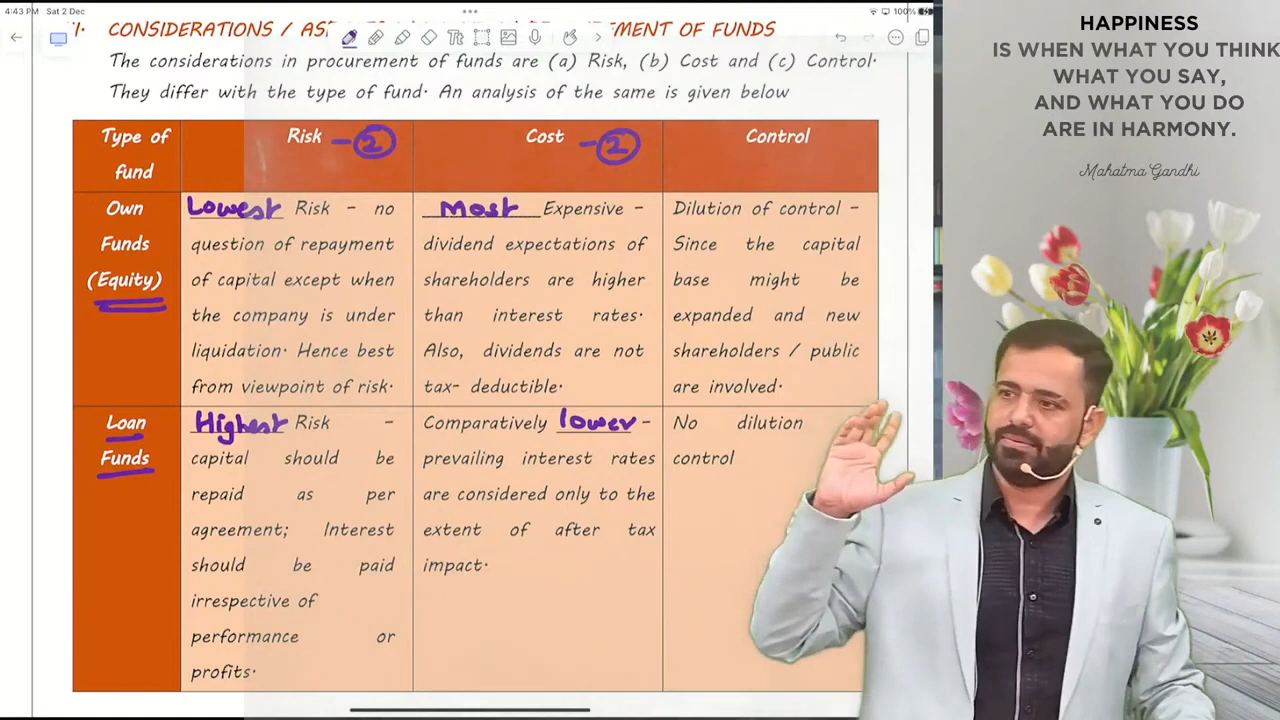 4:43 PM Sat 2 Dec
100%
CONSIDERATIONS / MENT OF FUNDS
The considerations in procurement of funds are (a) Risk, (b) Cost and (c) Control·
They differ with the type of fund· An analysis of the same is given below
Type of
fund
Risk - 2
Cost - 2
Control
Own
Funds
(Equity)
Lowest Risk - no
question of repayment
of capital except when
the company is under
liquidation· Hence best
from viewpoint of risk·
Most Expensive -
dividend expectations of
shareholders are higher
than interest rates·
Also, dividends are not
tax- deductible·
Dilution of control -
Since the capital
base might be
expanded and new
shareholders / public
are involved·
Loan
Funds
Highest Risk -
capital should be
repaid as per
agreement; Interest
should be paid
irrespective of
performance or
profits·
Comparatively lower -
prevailing interest rates
are considered only to the
extent of after tax
impact·
No dilution
control
HAPPINESS
IS WHEN WHAT YOU THINK
WHAT YOU SAY,
AND WHAT YOU DO
ARE IN HARMONY.
Mahatma Gandhi